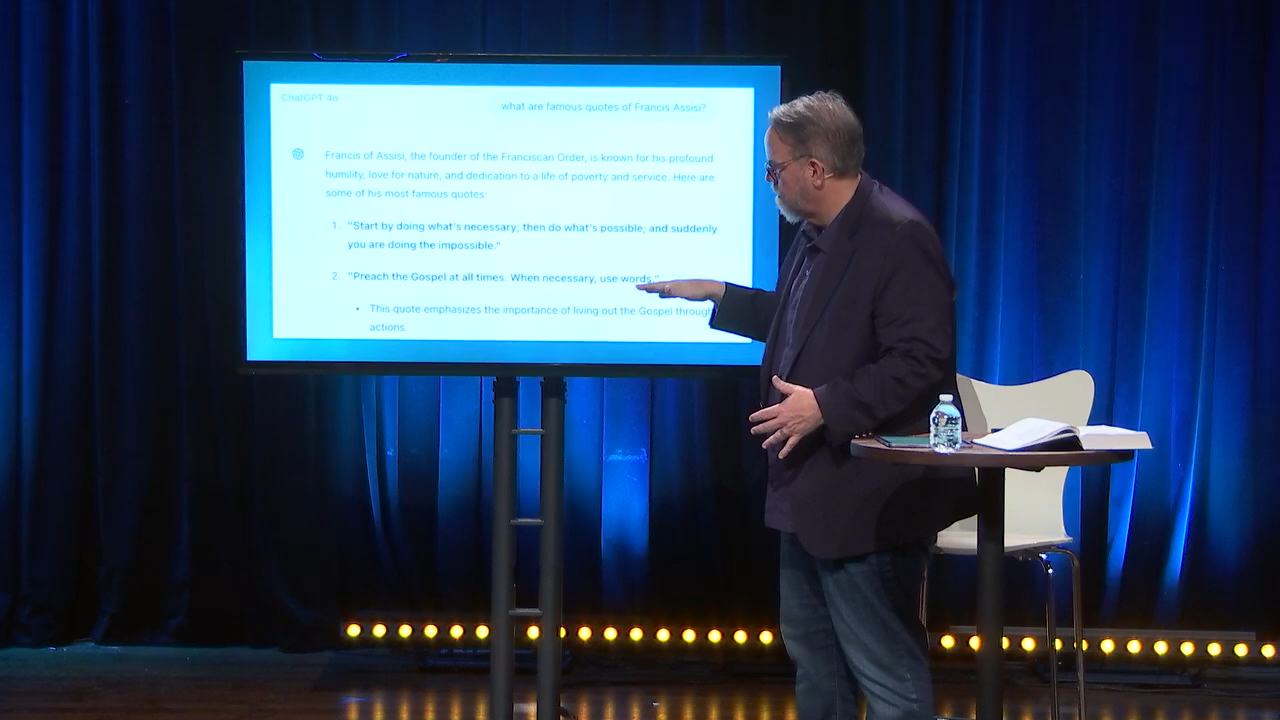 ChatGPT 4o
what are famous quotes of Francis Assisi?
Francis of Assisi, the founder of the Franciscan Order, is known for his profound
humility, love for nature, and dedication to a life of poverty and service. Here are
some of his most famous quotes:
1. "Start by doing what's necessary; then do what's possible; and suddenly
you are doing the impossible."
2. "Preach the Gospel at all times. When necessary, use words."
• This quote emphasizes the importance of living out the Gospel through
actions.